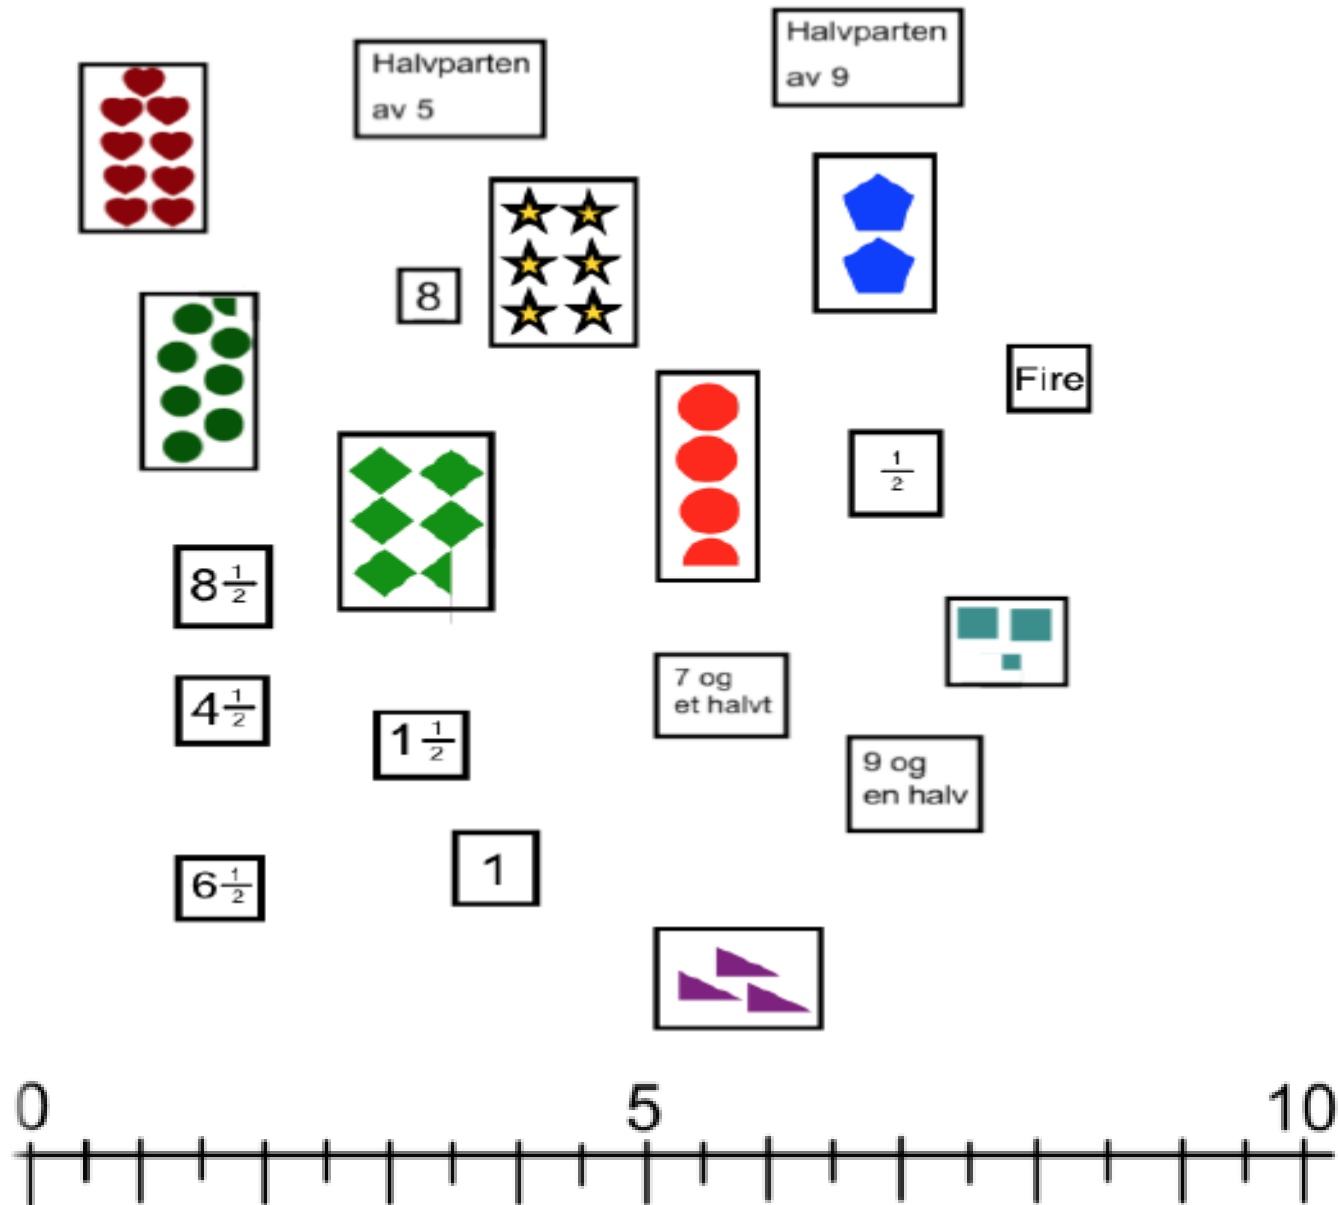 Halvparten
av 9
Halvparten
av 5
8
Fire
1/2
8 1/2
7 og
et halvt
4 1/2
1 1/2
9 og
en halv
1
6 1/2
0 5 10